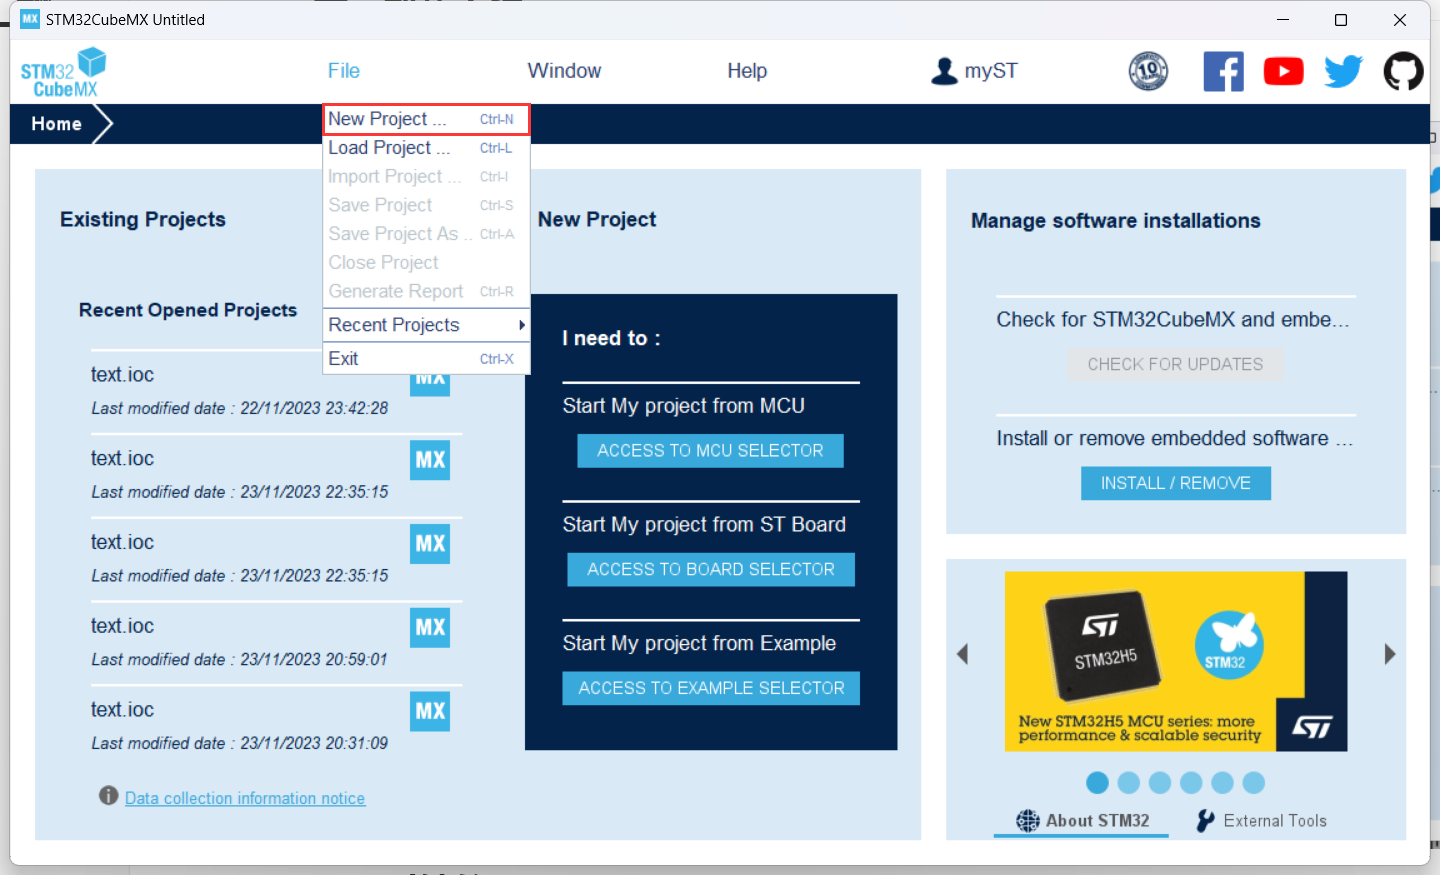 MX STM32CubeMX Untitled
STM32
CubeMX
File
Window
Help
myST
10
Home
New Project ... Ctrl-N
Load Project ... Ctrl-L
Import Project ... Ctrl-I
Save Project Ctrl-S
Save Project As .. Ctrl-A
Close Project
Generate Report Ctrl-R
Recent Projects
Exit Ctrl-X
Existing Projects
Recent Opened Projects
text.ioc
MX
Last modified date : 22/11/2023 23:42:28
text.ioc
MX
Last modified date : 23/11/2023 22:35:15
text.ioc
MX
Last modified date : 23/11/2023 22:35:15
text.ioc
MX
Last modified date : 23/11/2023 20:59:01
text.ioc
MX
Last modified date : 23/11/2023 20:31:09
Data collection information notice
New Project
I need to :
Start My project from MCU
ACCESS TO MCU SELECTOR
Start My project from ST Board
ACCESS TO BOARD SELECTOR
Start My project from Example
ACCESS TO EXAMPLE SELECTOR
Manage software installations
Check for STM32CubeMX and embe...
CHECK FOR UPDATES
Install or remove embedded software ...
INSTALL / REMOVE
ST
STM32H5
STM32
New STM32H5 MCU series: more
performance & scalable security
ST
About STM32
External Tools